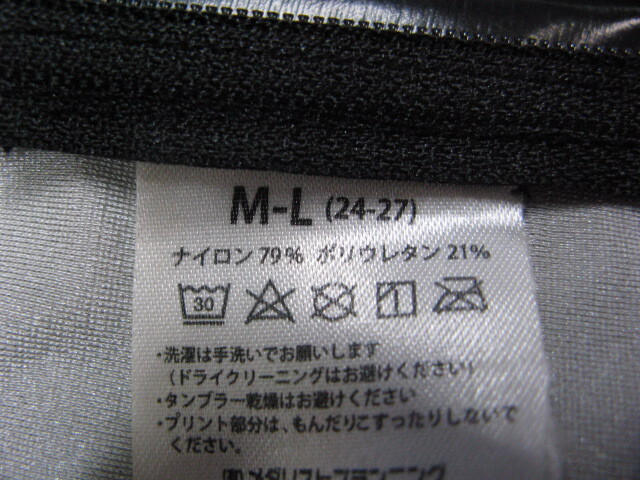 M-L (24-27)
ナイロン 79% ポリウレタン 21%
30
・洗濯は手洗いでお願いします
（ドライクリーニングはお避けください）
・タンブラー乾燥はお避けください
・プリント部分は、もんだりこすったりしないで
ください。